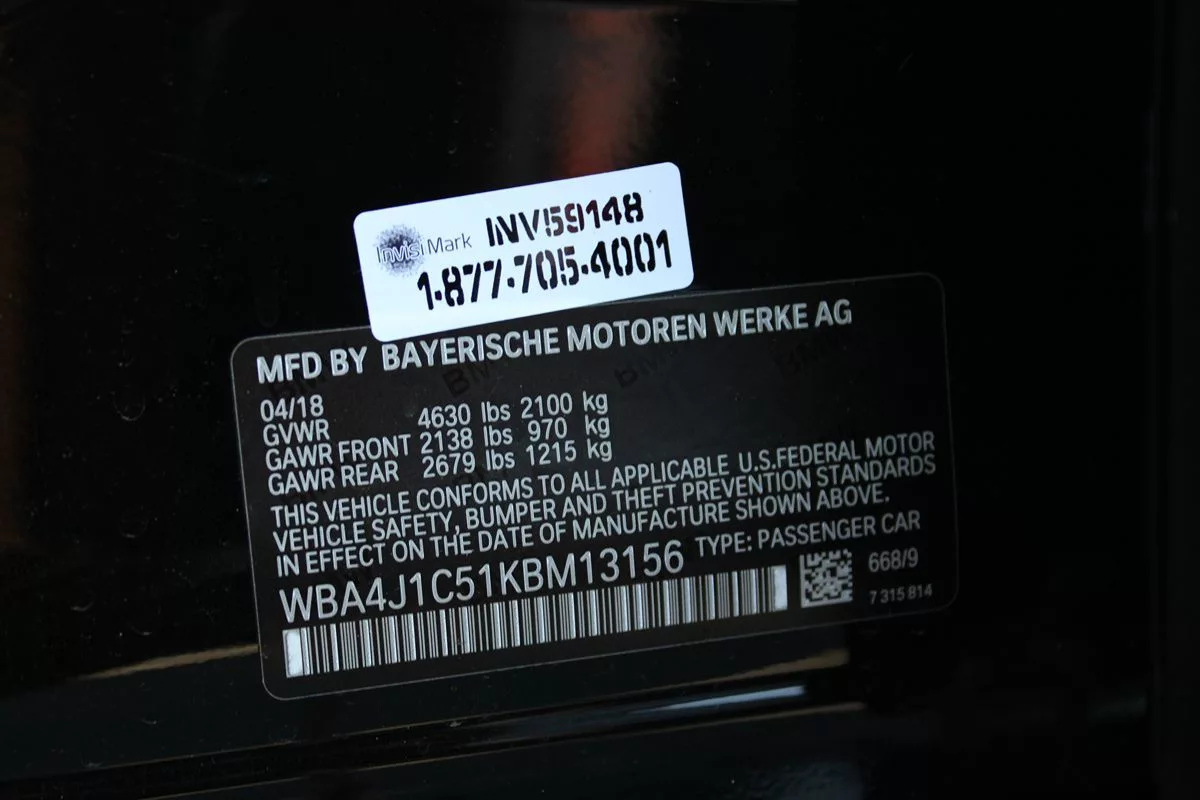 InvisiMark INV59148
1-877-705-4001
MFD BY BAYERISCHE MOTOREN WERKE AG
04/18
GVWR 4630 lbs 2100 kg
GAWR FRONT 2138 lbs 970 kg
GAWR REAR 2679 lbs 1215 kg
THIS VEHICLE CONFORMS TO ALL APPLICABLE U.S.FEDERAL MOTOR
VEHICLE SAFETY, BUMPER AND THEFT PREVENTION STANDARDS
IN EFFECT ON THE DATE OF MANUFACTURE SHOWN ABOVE.
WBA4J1C51KBM13156 TYPE: PASSENGER CAR
668/9
7 315 814